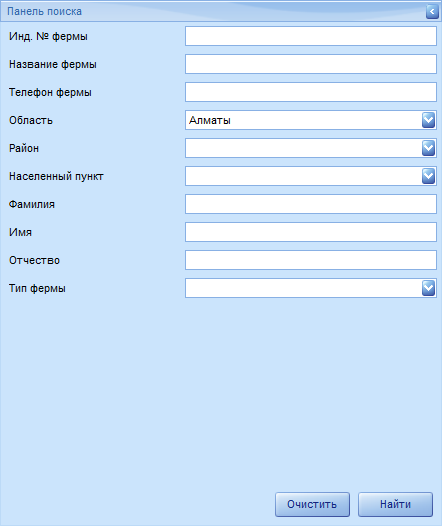 Панель поиска
Инд. № фермы
Название фермы
Телефон фермы
Область Алматы
Район
Населенный пункт
Фамилия
Имя
Отчество
Тип фермы
Очистить Найти